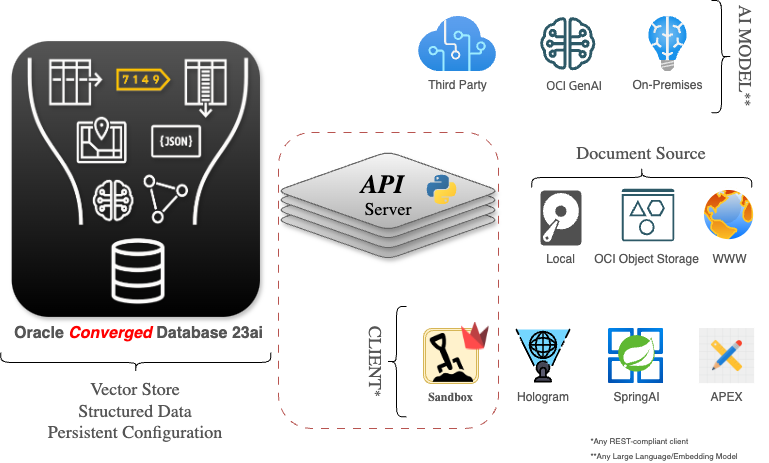 Third Party
OCI GenAI
On-Premises
AI MODEL**
7149
{JSON}
API
Server
Document Source
Local
OCI Object Storage
WWW
Oracle Converged Database 23ai
Vector Store
Structured Data
Persistent Configuration
CLIENT*
Sandbox
Hologram
SpringAI
APEX
*Any REST-compliant client
**Any Large Language/Embedding Model